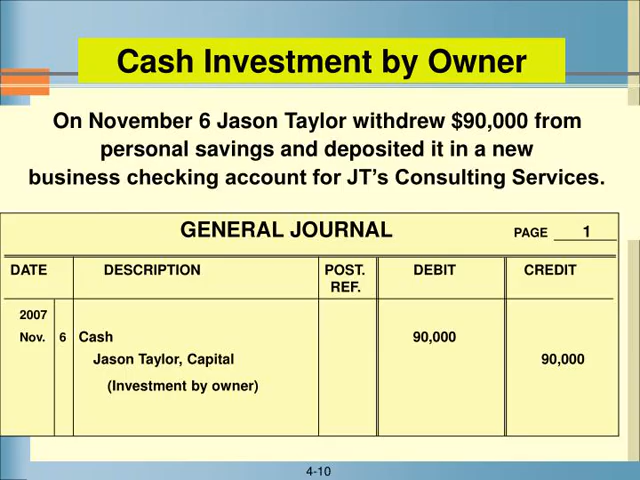 Cash Investment by Owner
On November 6 Jason Taylor withdrew $90,000 from
personal savings and deposited it in a new
business checking account for JT’s Consulting Services.
GENERAL JOURNAL PAGE 1
DATE DESCRIPTION POST. REF. DEBIT CREDIT
2007
Nov. 6 Cash 90,000
Jason Taylor, Capital 90,000
(Investment by owner)
4-10